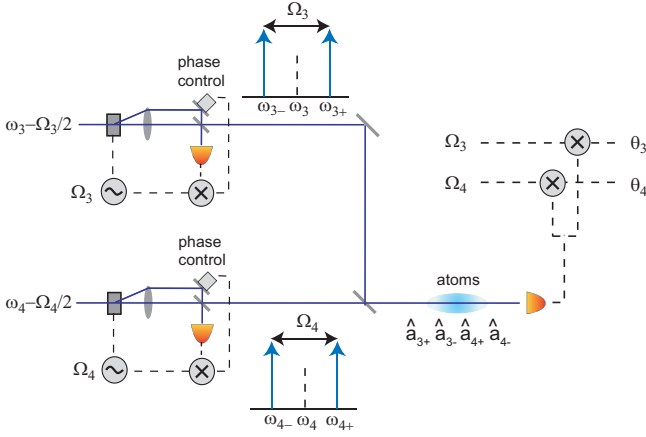 Ω3
phase
control
ω3–Ω3/2
ω3- ω3 ω3+
Ω3
Ω3
θ3
Ω4
θ4
phase
control
ω4–Ω4/2
atoms
â3+ â3- â4+ â4-
Ω4
Ω4
ω4- ω4 ω4+